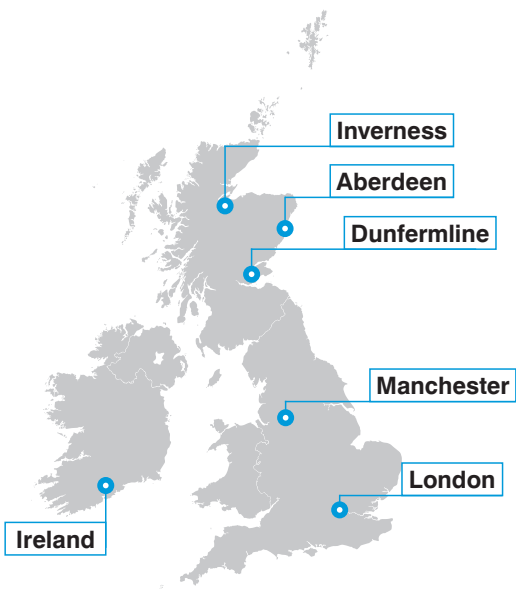 Inverness
Aberdeen
Dunfermline
Manchester
London
Ireland